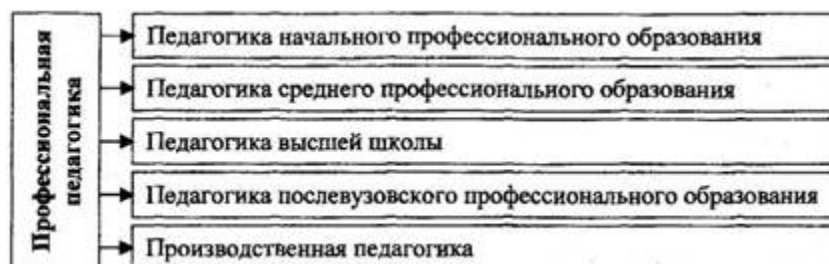 Профессиональная
педагогика
Педагогика начального профессионального образования
Педагогика среднего профессионального образования
Педагогика высшей школы
Педагогика послевузовского профессионального образования
Производственная педагогика